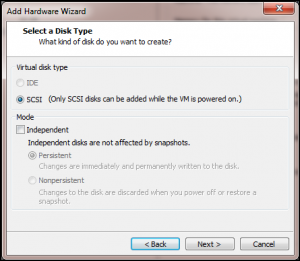 Add Hardware Wizard
Select a Disk Type
What kind of disk do you want to create?
Virtual disk type
IDE
SCSI (Only SCSI disks can be added while the VM is powered on.)
Mode
Independent
Independent disks are not affected by snapshots.
Persistent
Changes are immediately and permanently written to the disk.
Nonpersistent
Changes to the disk are discarded when you power off or restore a
snapshot.
< Back
Next >
Cancel